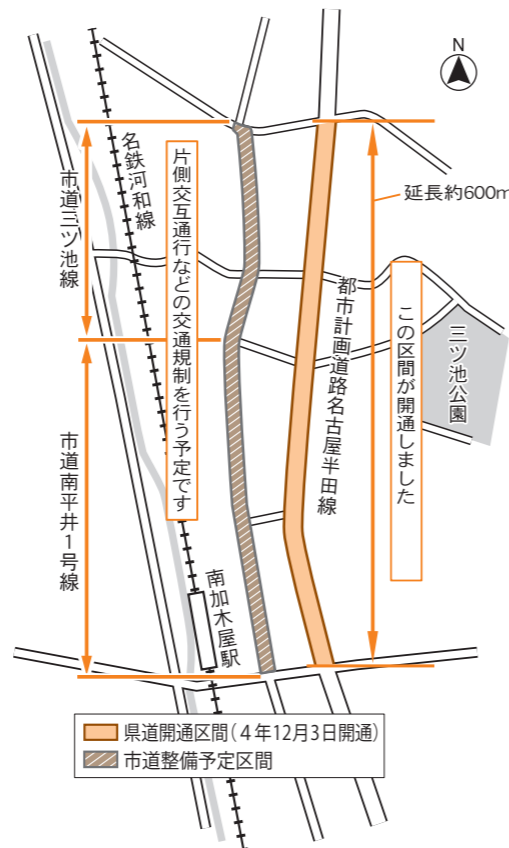 N
名鉄河和線
市道三ツ池線
片側交互通行などの交通規制を行う予定です
延長約600m
都市計画道路名古屋半田線
この区間が開通しました
三ツ池公園
市道南平井1号線
南加木屋駅
県道開通区間(4年12月3日開通)
市道整備予定区間